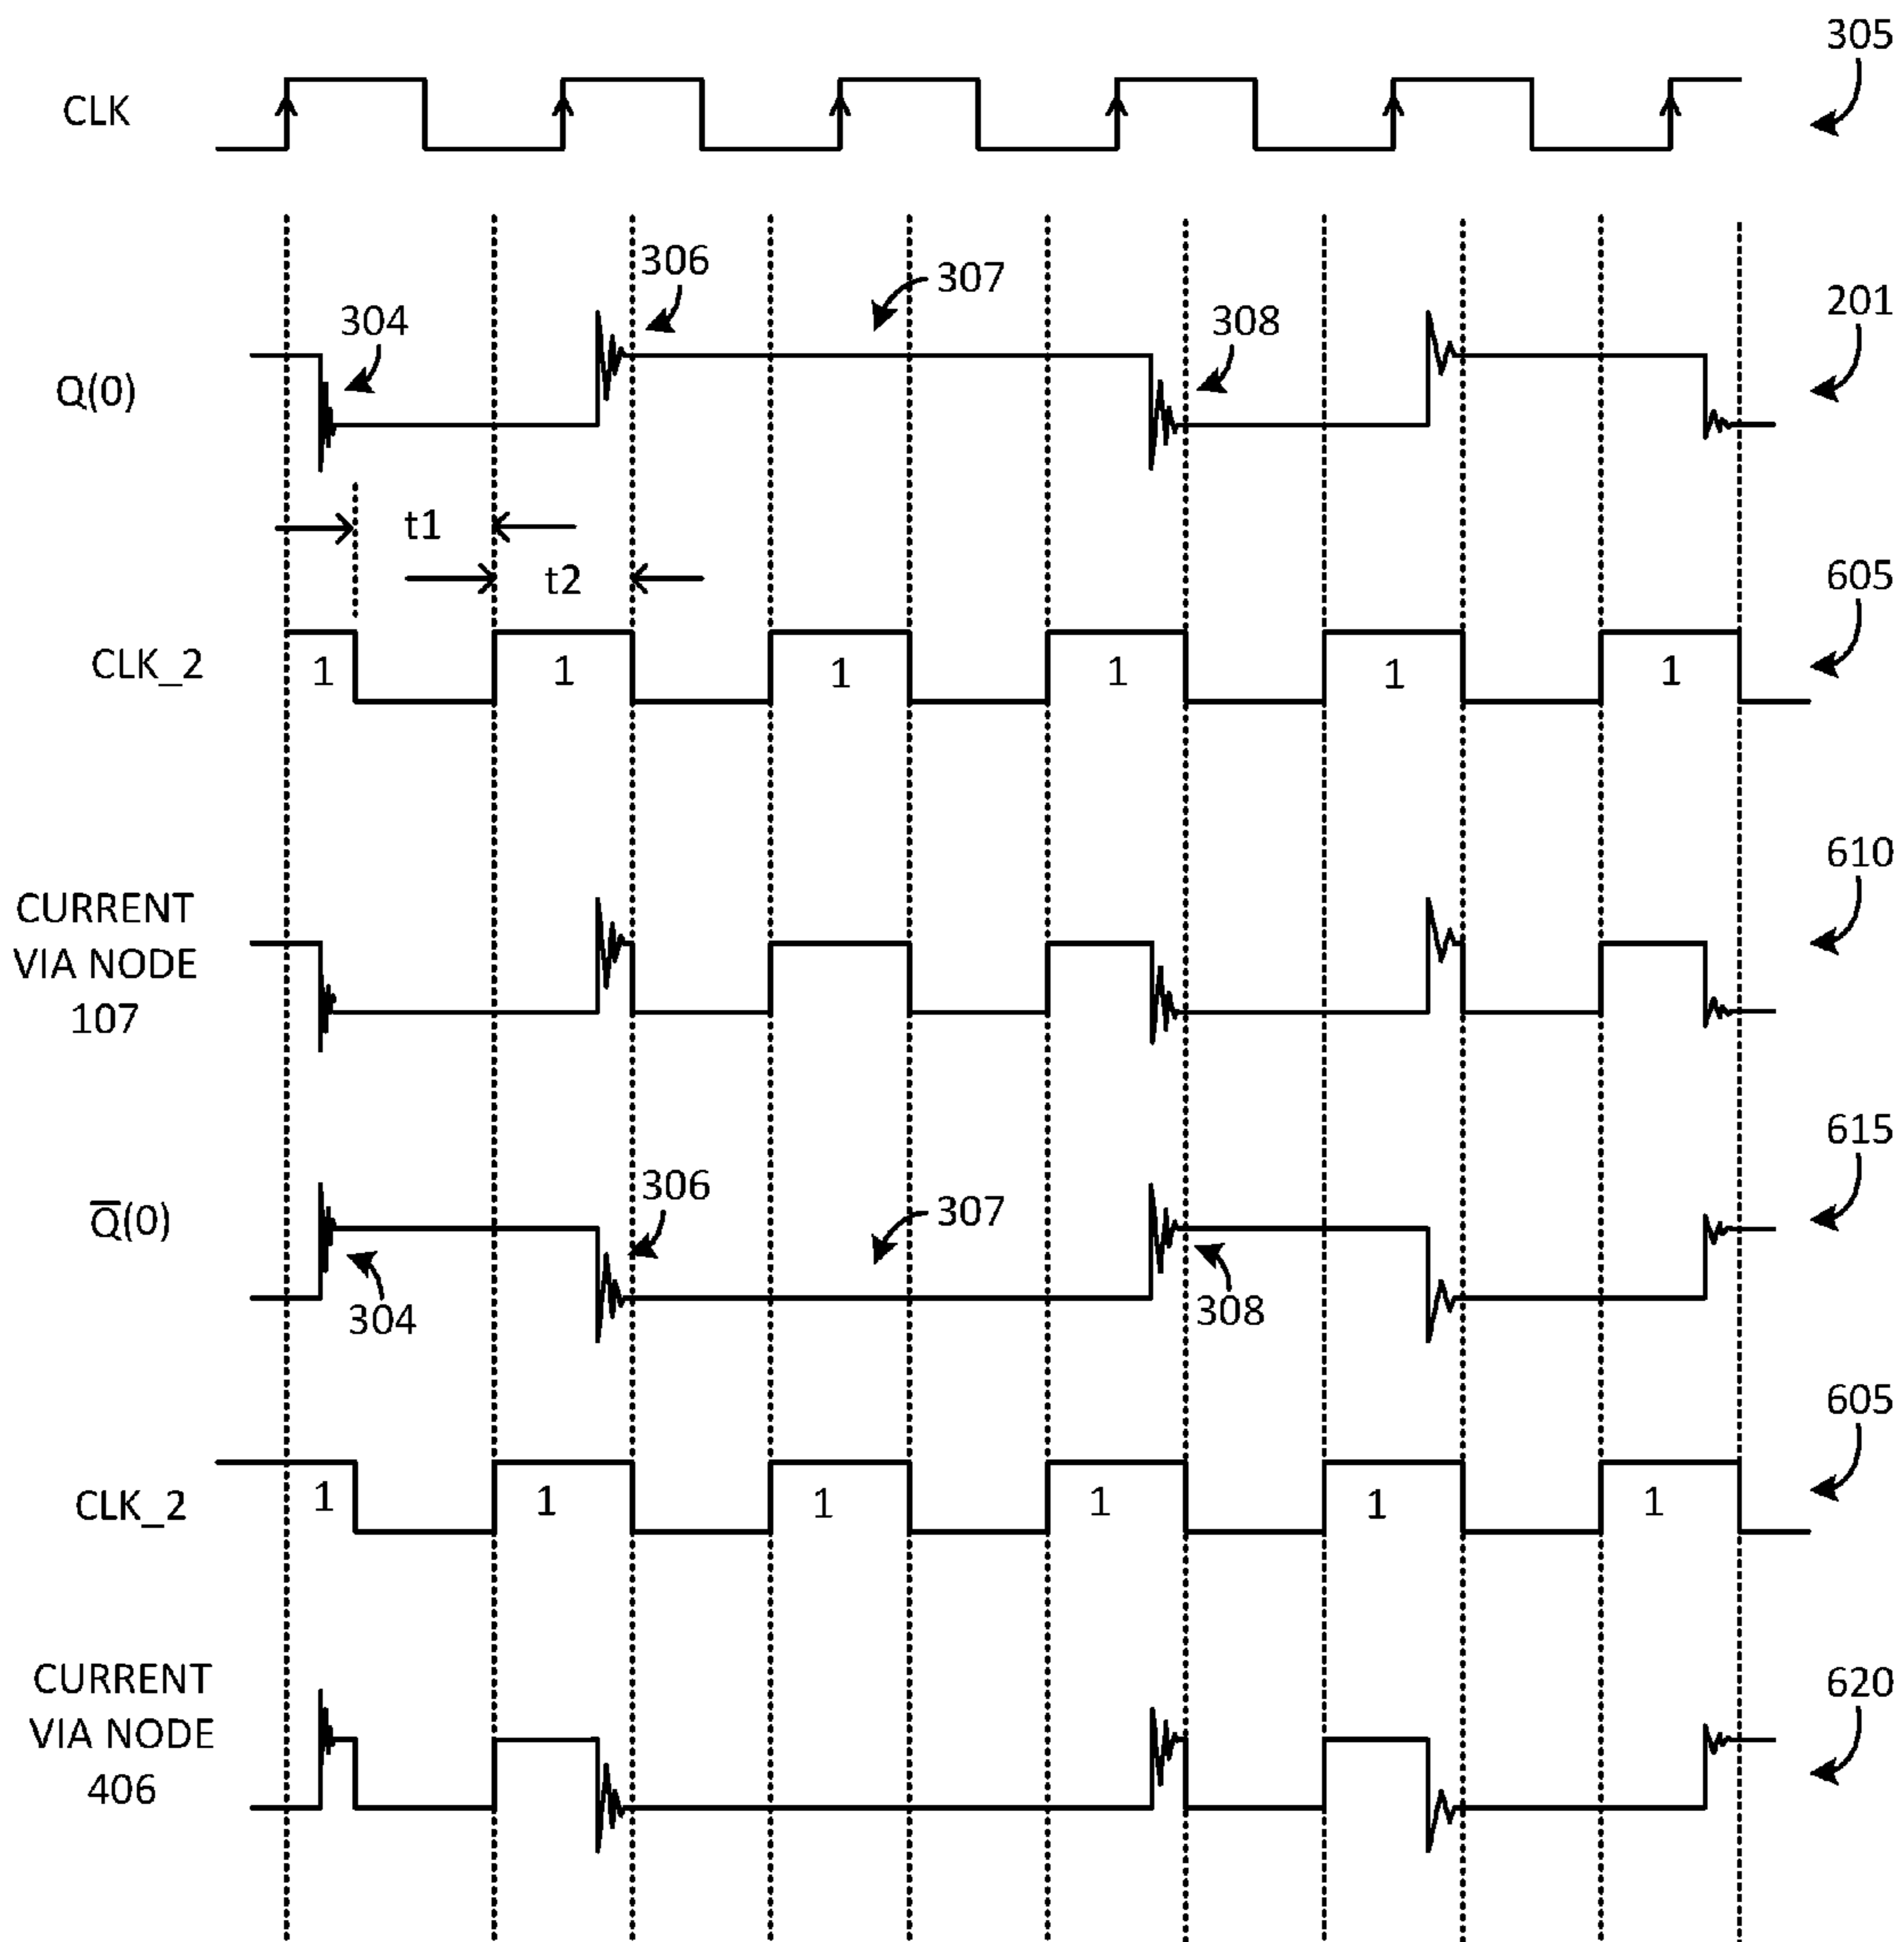 305
CLK
306
307
201
304
308
Q(0)
t1
t2
605
CLK_2
1 1 1 1 1 1
610
CURRENT
VIA NODE
107
615
306
307
Q̅(0)
304
308
605
CLK_2
1 1 1 1 1 1
620
CURRENT
VIA NODE
406